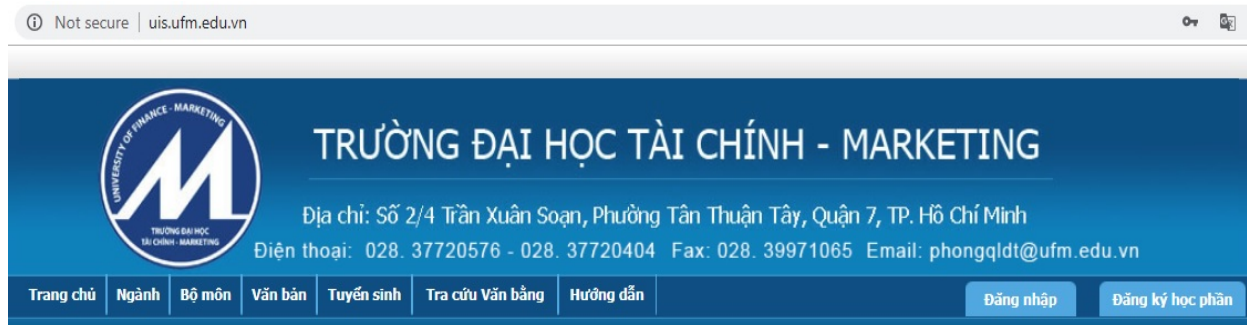 Not secure | uis.ufm.edu.vn
UNIVERSITY OF FINANCE - MARKETING
TRƯỜNG ĐẠI HỌC
TÀI CHÍNH - MARKETING
TRƯỜNG ĐẠI HỌC TÀI CHÍNH - MARKETING
Địa chỉ: Số 2/4 Trần Xuân Soạn, Phường Tân Thuận Tây, Quận 7, TP. Hồ Chí Minh
Điện thoại: 028. 37720576 - 028. 37720404 Fax: 028. 39971065 Email: phongqldt@ufm.edu.vn
Trang chủ Ngành Bộ môn Văn bản Tuyển sinh Tra cứu Văn bằng Hướng dẫn Đăng nhập Đăng ký học phần